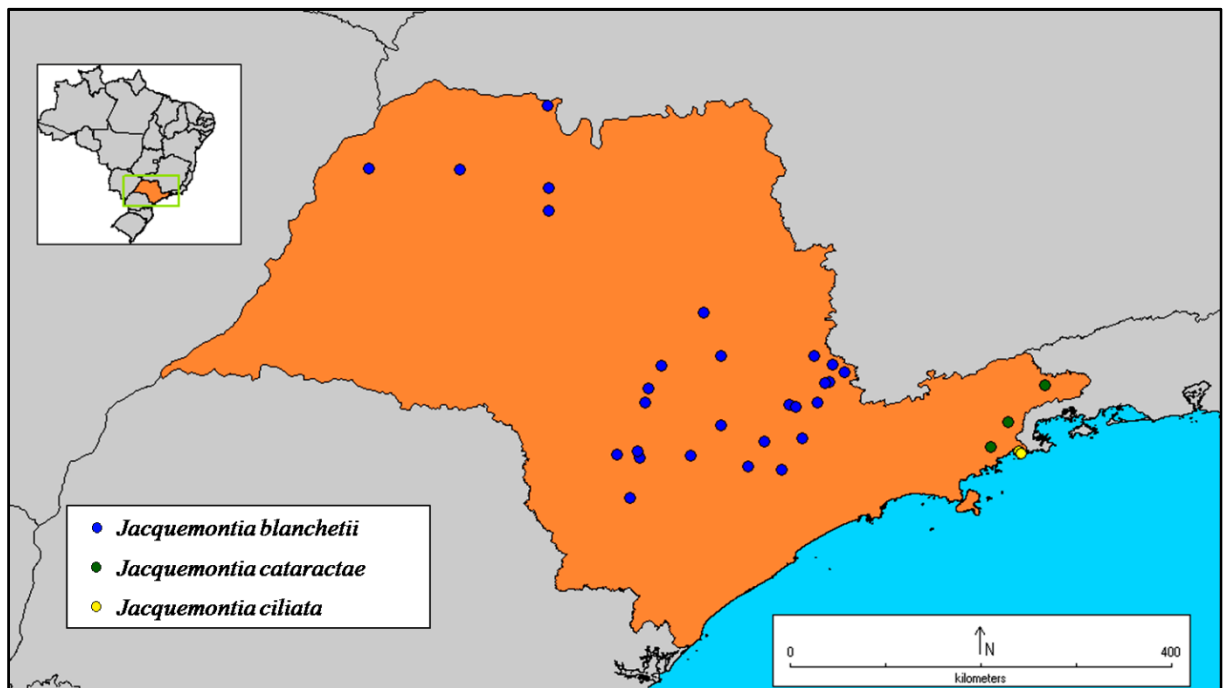 Jacquemontia blanchetii
Jacquemontia cataractae
Jacquemontia ciliata
N
0 400
kilometers